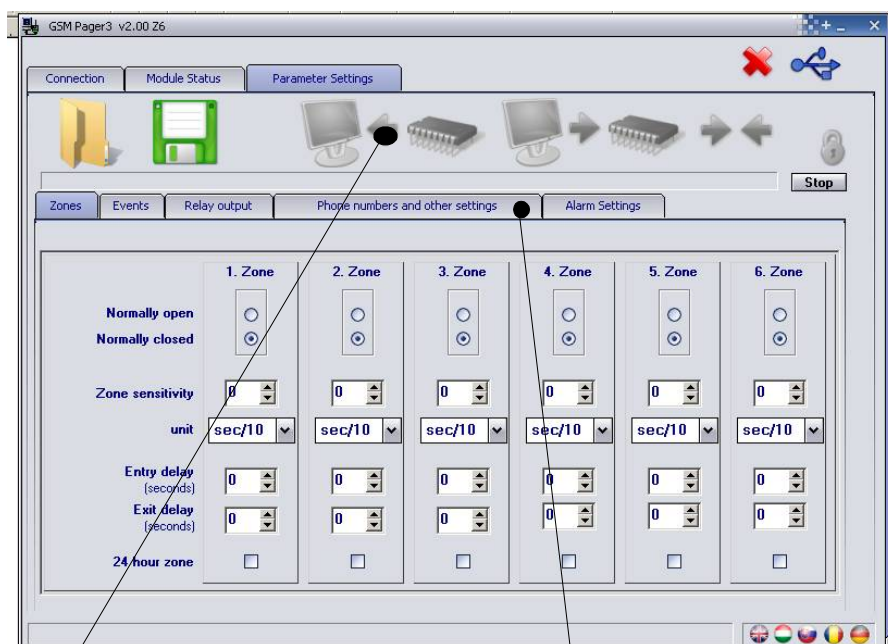 GSM Pager3 v2.00 Z6
Connection Module Status Parameter Settings
Stop
Zones Events Relay output Phone numbers and other settings Alarm Settings
1. Zone 2. Zone 3. Zone 4. Zone 5. Zone 6. Zone
Normally open
Normally closed
Zone sensitivity 0 0 0 0 0 0
unit sec/10 sec/10 sec/10 sec/10 sec/10 sec/10
Entry delay 0 0 0 0 0 0
(seconds)
Exit delay 0 0 0 0 0 0
(seconds)
24 hour zone